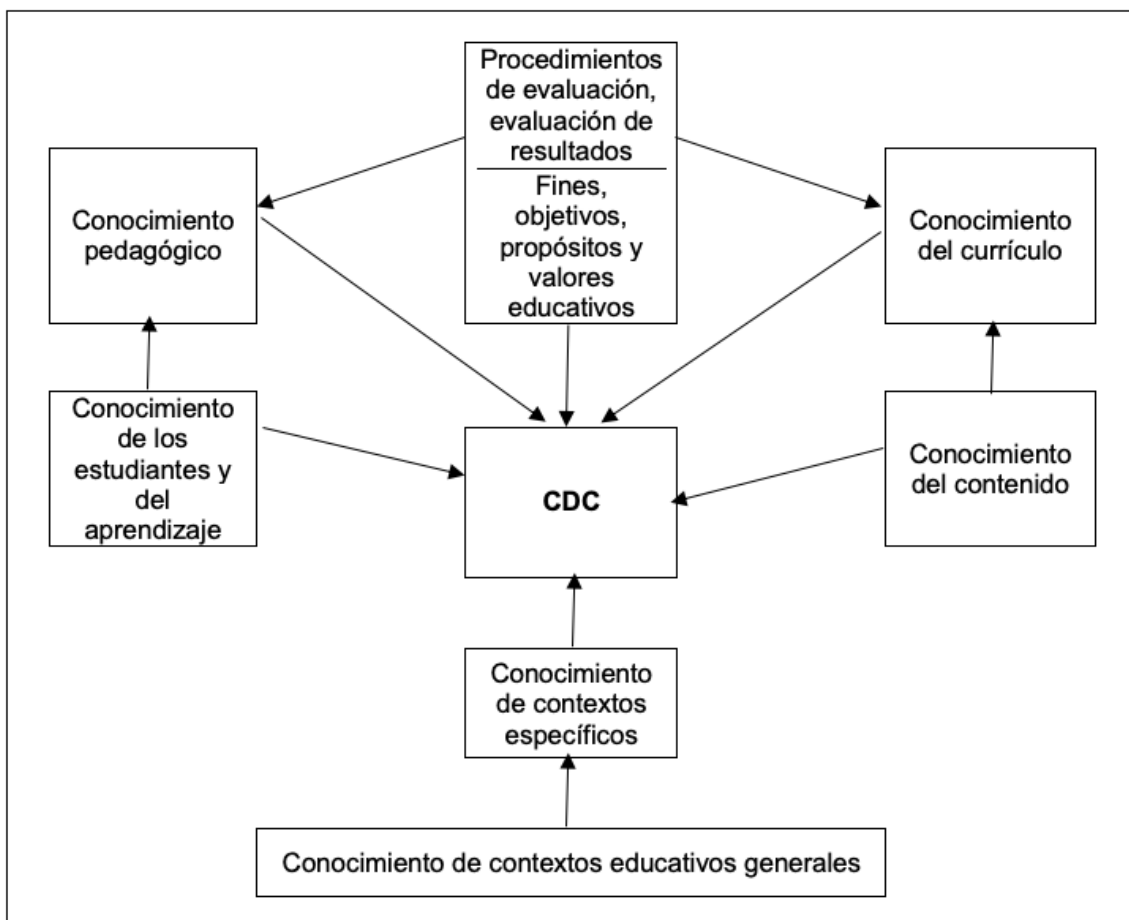 Procedimientos
de evaluación,
evaluación de
resultados
Fines,
objetivos,
propósitos y
valores
educativos
Conocimiento
pedagógico
Conocimiento
del currículo
Conocimiento
de los
estudiantes y
del
aprendizaje
CDC
Conocimiento
del contenido
Conocimiento
de contextos
específicos
Conocimiento de contextos educativos generales